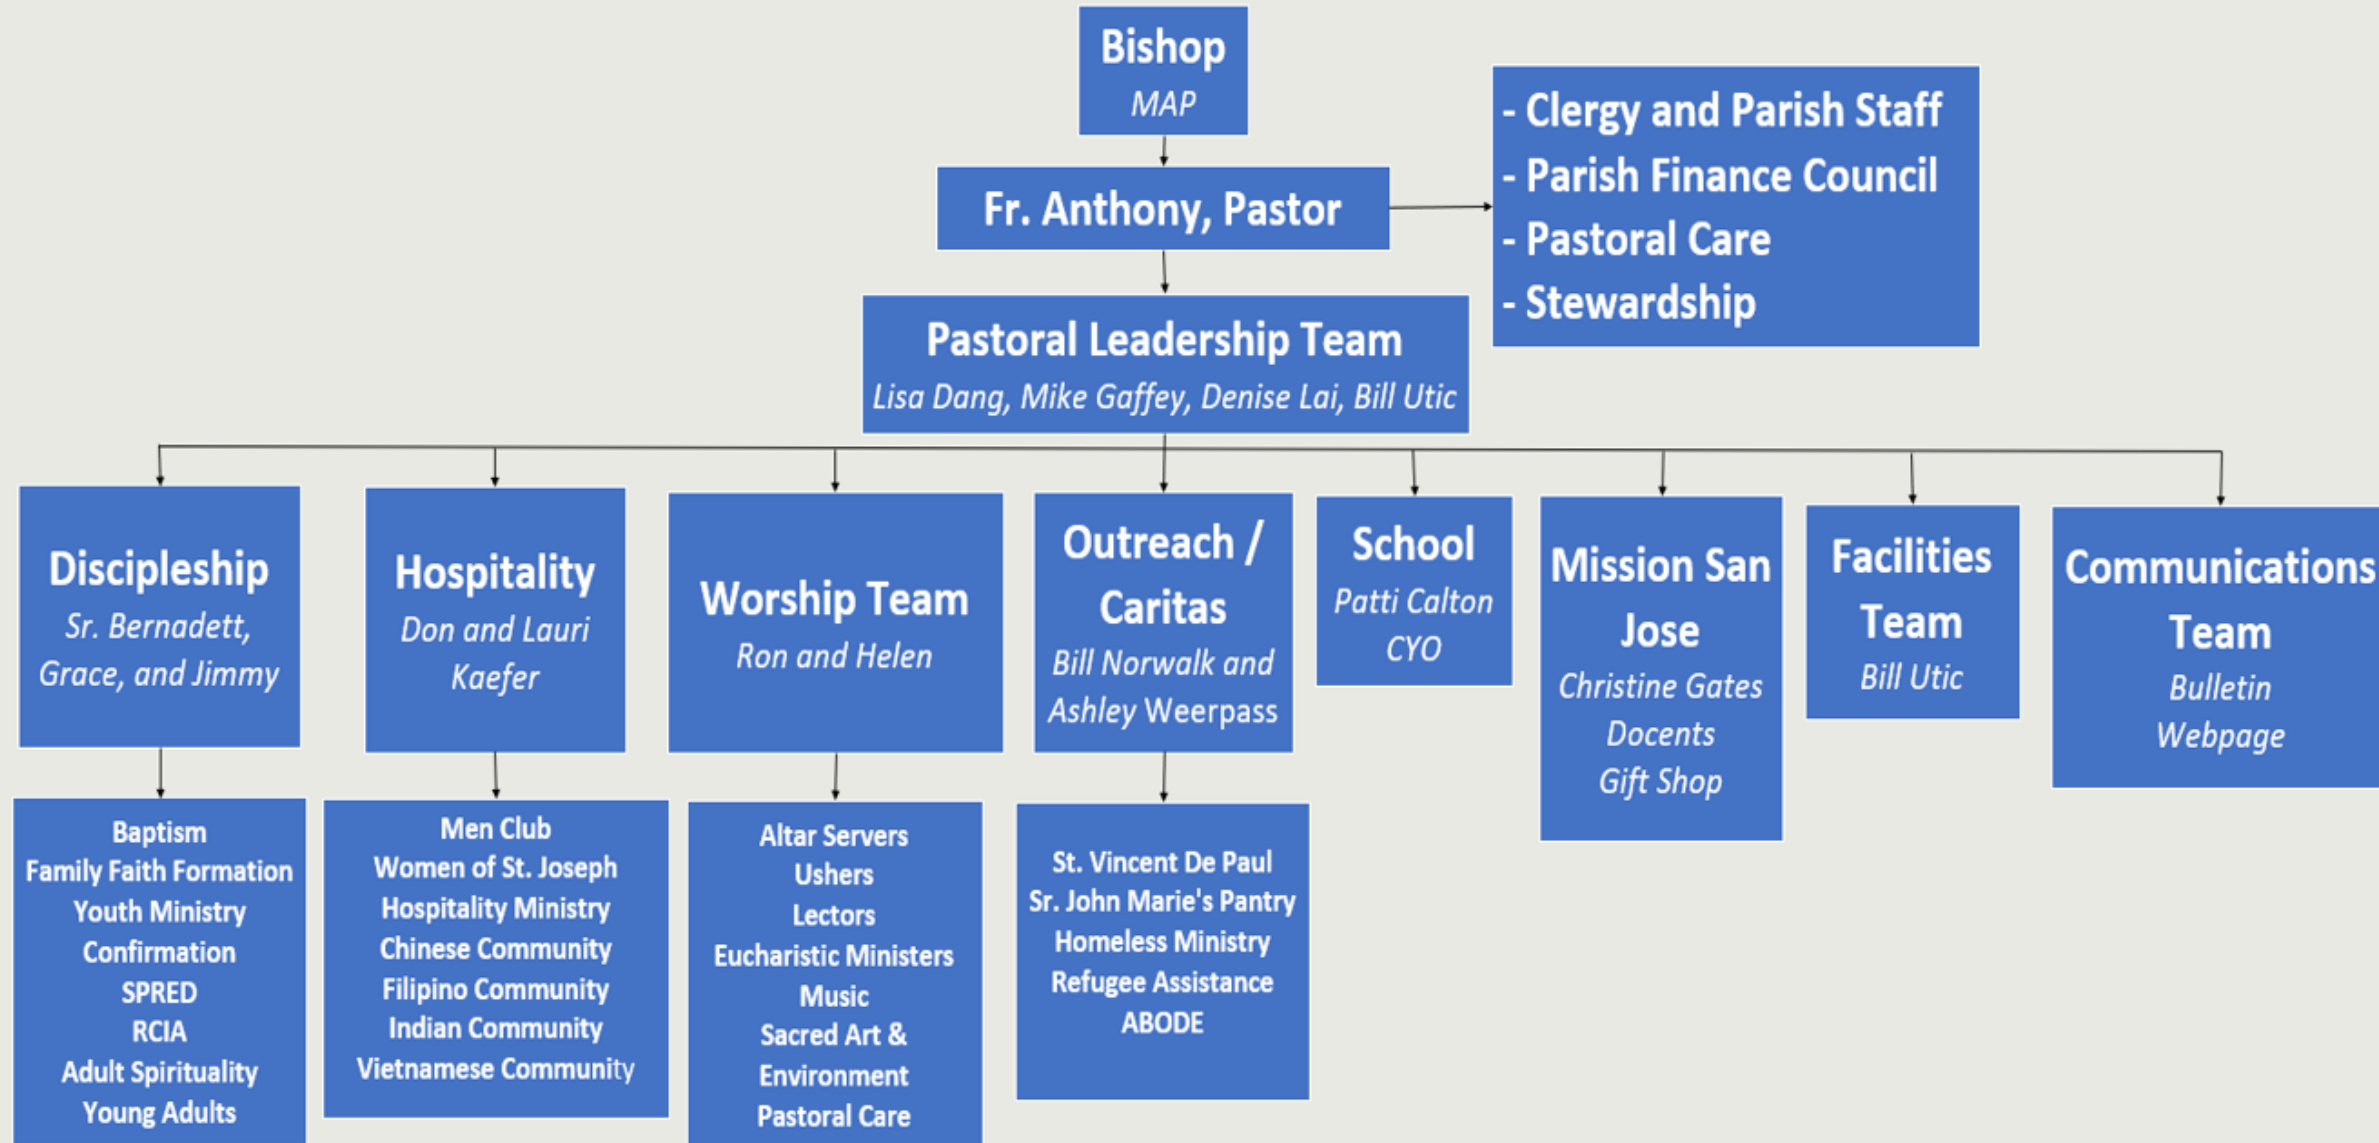 Bishop
MAP
Fr. Anthony, Pastor
- Clergy and Parish Staff
- Parish Finance Council
- Pastoral Care
- Stewardship
Pastoral Leadership Team
Lisa Dang, Mike Gaffey, Denise Lai, Bill Utic
Discipleship
Sr. Bernadett,
Grace, and Jimmy
Hospitality
Don and Lauri
Kaefer
Worship Team
Ron and Helen
Outreach /
Caritas
Bill Norwalk and
Ashley Weerpass
School
Patti Calton
CYO
Mission San
Jose
Christine Gates
Docents
Gift Shop
Facilities
Team
Bill Utic
Communications
Team
Bulletin
Webpage
Baptism
Family Faith Formation
Youth Ministry
Confirmation
SPRED
RCIA
Adult Spirituality
Young Adults
Men Club
Women of St. Joseph
Hospitality Ministry
Chinese Community
Filipino Community
Indian Community
Vietnamese Community
Altar Servers
Ushers
Lectors
Eucharistic Ministers
Music
Sacred Art &
Environment
Pastoral Care
St. Vincent De Paul
Sr. John Marie's Pantry
Homeless Ministry
Refugee Assistance
ABODE